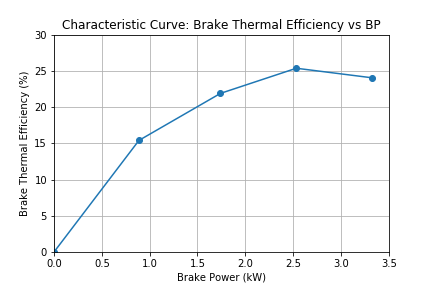 Characteristic Curve: Brake Thermal Efficiency vs BP
30
25
20
15
10
5
0
Brake Thermal Efficiency (%)
0.0 0.5 1.0 1.5 2.0 2.5 3.0 3.5
Brake Power (kW)